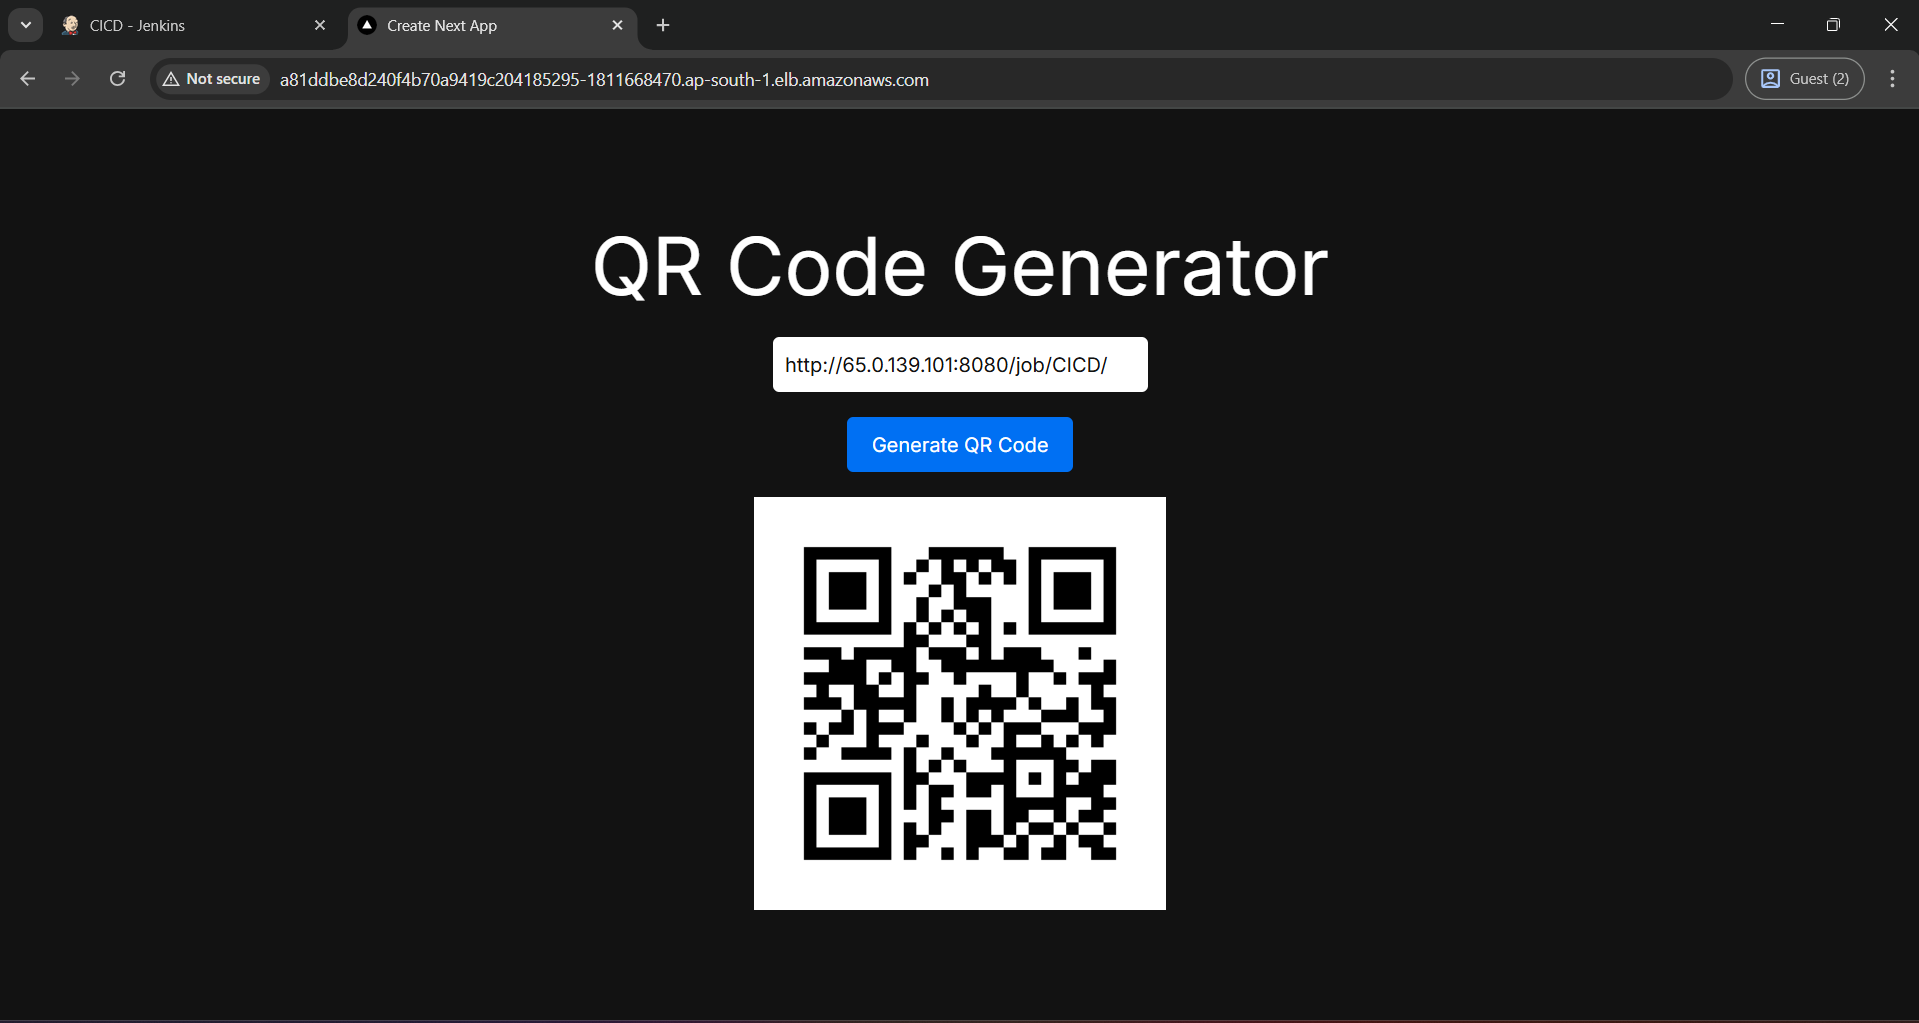 CICD - Jenkins
Create Next App
Not secure
a81ddbe8d240f4b70a9419c204185295-1811668470.ap-south-1.elb.amazonaws.com
Guest (2)
QR Code Generator
http://65.0.139.101:8080/job/CICD/
Generate QR Code